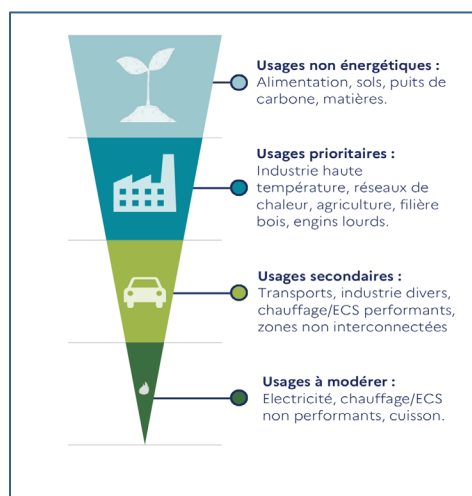 Usages non énergétiques :
Alimentation, sols, puits de
carbone, matières.
Usages prioritaires :
Industrie haute
température, réseaux de
chaleur, agriculture, filière
bois, engins lourds.
Usages secondaires :
Transports, industrie divers,
chauffage/ECS performants,
zones non interconnectées
Usages à modérer :
Electricité, chauffage/ECS
non performants, cuisson.